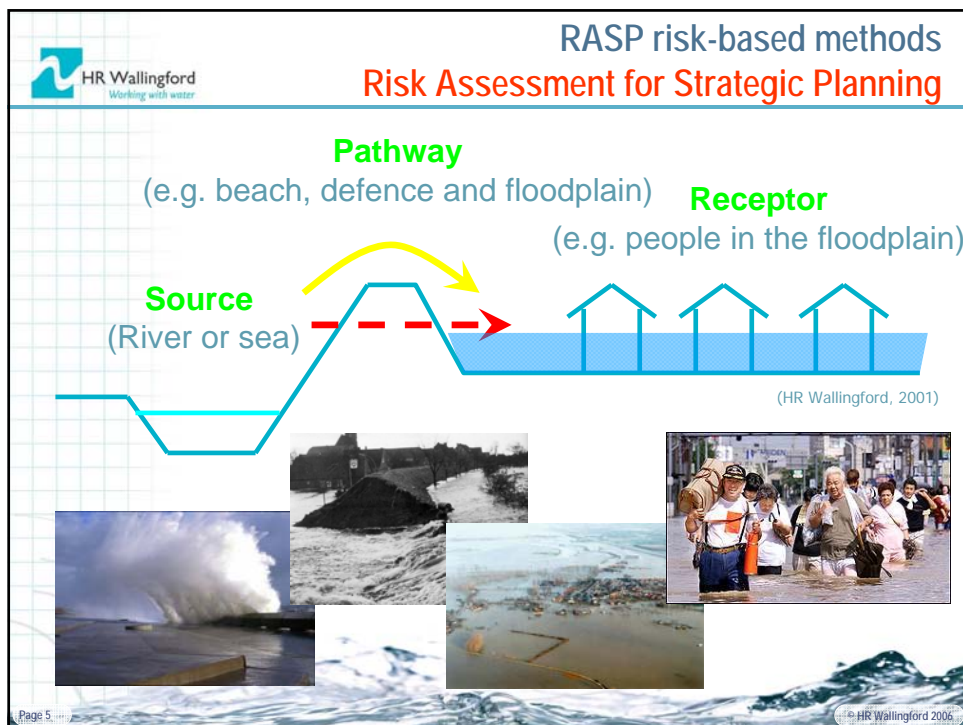 HR Wallingford
Working with water
RASP risk-based methods
Risk Assessment for Strategic Planning
Pathway
(e.g. beach, defence and floodplain)
Receptor
(e.g. people in the floodplain)
Source
(River or sea)
(HR Wallingford, 2001)
Page 5
© HR Wallingford 2006